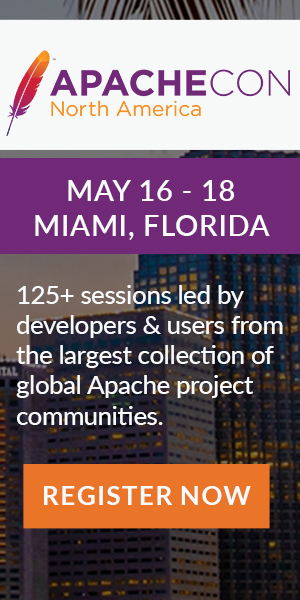 APACHECON
North America
MAY 16 - 18
MIAMI, FLORIDA
125+ sessions led by
developers & users from
the largest collection of
global Apache project
communities.
REGISTER NOW